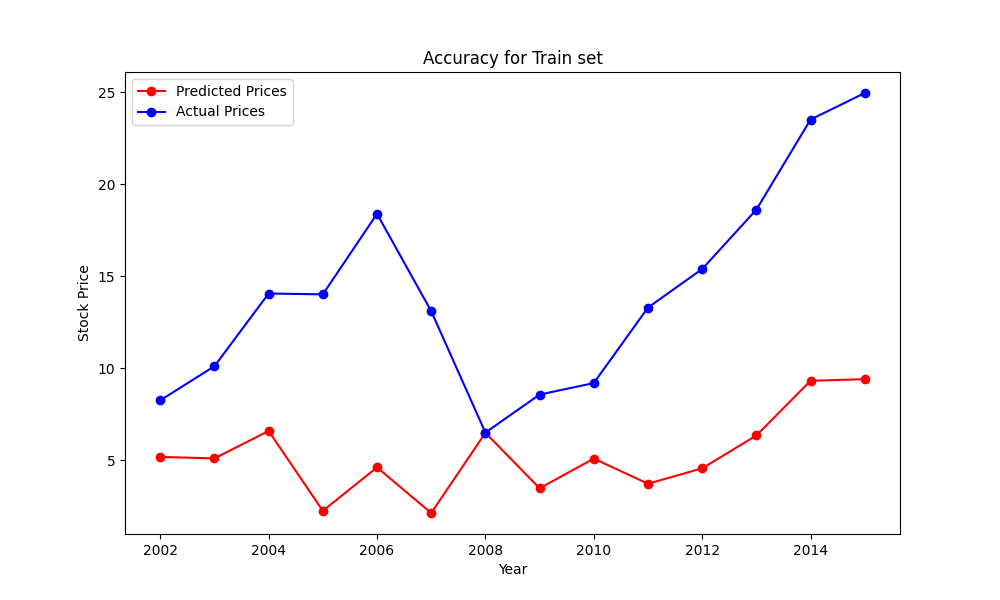 Accuracy for Train set
Predicted Prices
Actual Prices
25
20
15
10
5
Stock Price
2002 2004 2006 2008 2010 2012 2014
Year